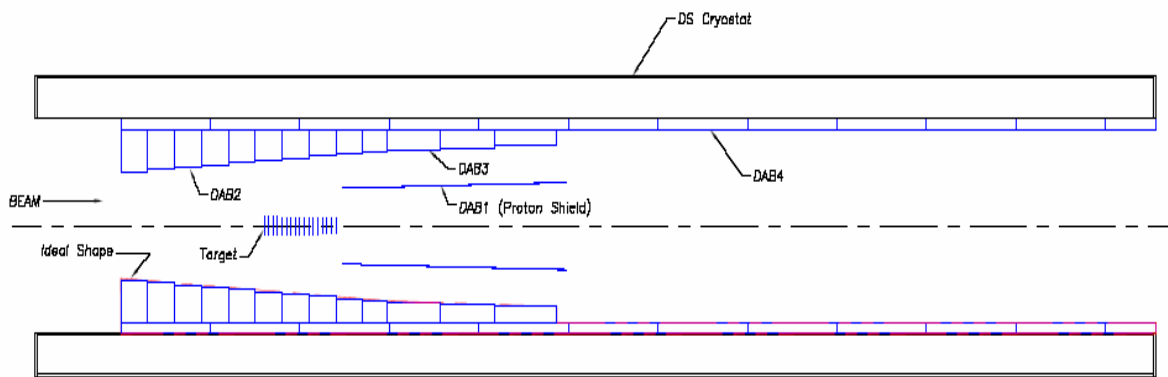 DS Cryostat
DAB3
DAB4
DAB2
BEAM
DAB1 (Proton Shield)
Ideal Shape
Target